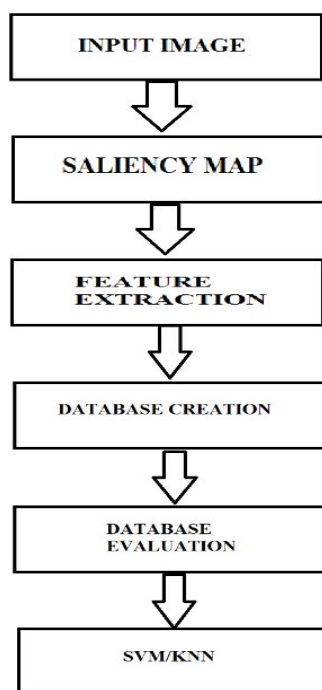 INPUT IMAGE
SALIENCY MAP
FEATURE
EXTRACTION
DATABASE CREATION
DATABASE
EVALUATION
SVM/KNN